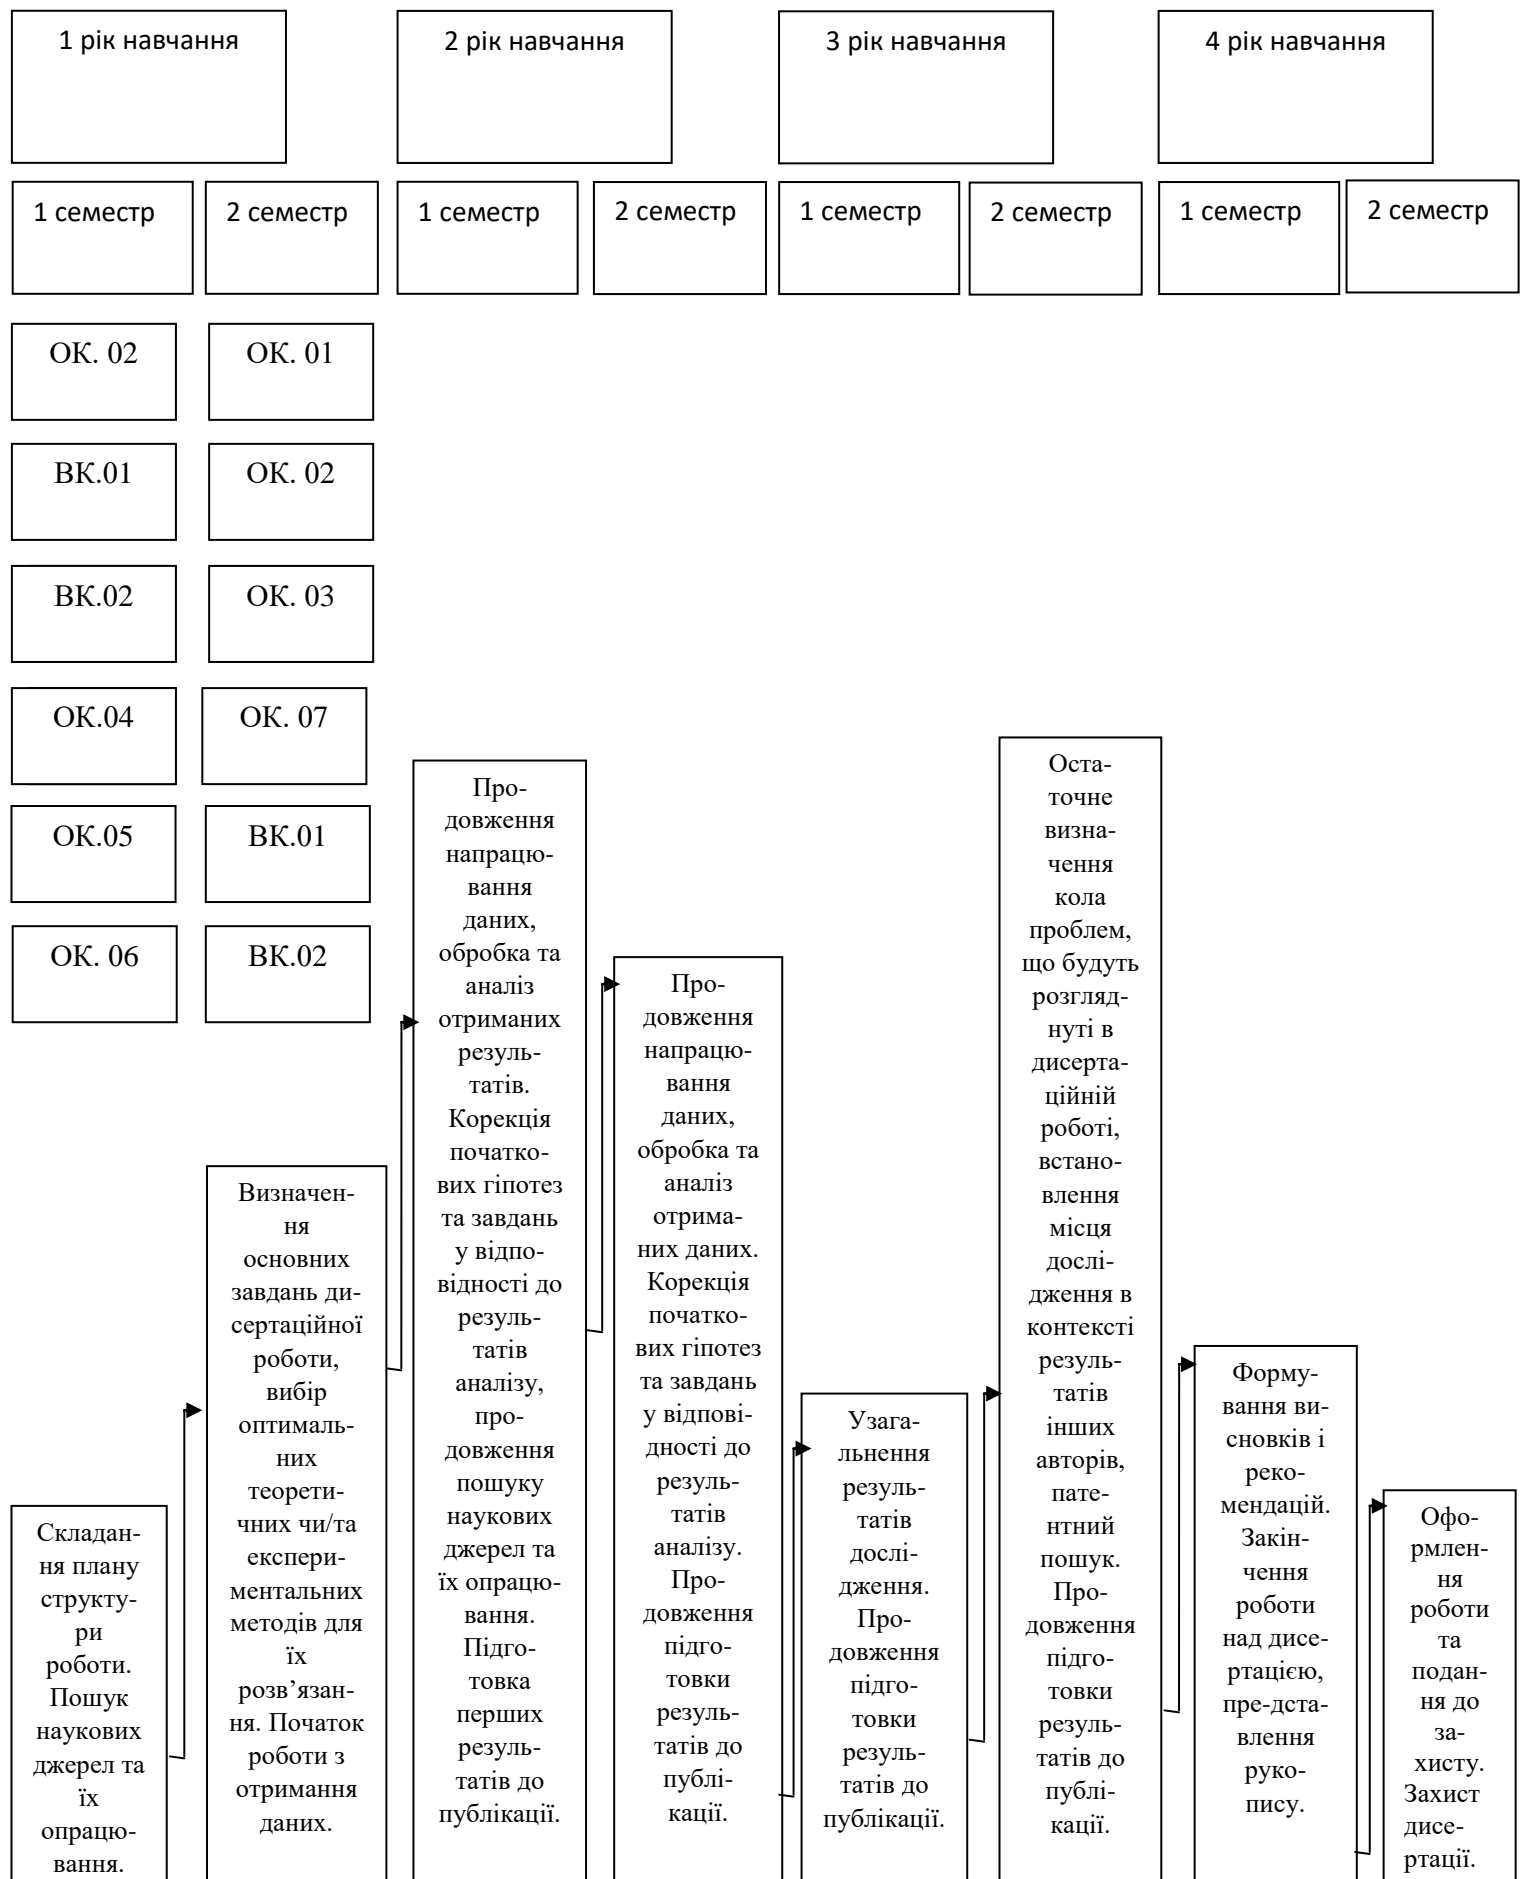 1 рік навчання
2 рік навчання
3 рік навчання
4 рік навчання
1 семестр
2 семестр
1 семестр
2 семестр
1 семестр
2 семестр
1 семестр
2 семестр
ОК. 02
ОК. 01
ВК.01
ОК. 02
ВК.02
ОК. 03
ОК.04
ОК. 07
ОК.05
ВК.01
ОК. 06
ВК.02
Складан-
ня плану
структу-
ри
роботи.
Пошук
наукових
джерел та
їх
опрацю-
вання.
Визначен-
ня
основних
завдань ди-
сертаційної
роботи,
вибір
оптималь-
них
теорети-
чних чи/та
експери-
ментальних
методів для
їх
розв’язан-
ня. Початок
роботи з
отримання
даних.
Про-
довження
напрацю-
вання
даних,
обробка та
аналіз
отриманих
резуль-
татів.
Корекція
початко-
вих гіпотез
та завдань
у відпо-
відності до
резуль-
татів
аналізу,
про-
довження
пошуку
наукових
джерел та
їх опрацю-
вання.
Підго-
товка
перших
резуль-
татів до
публікації.
Про-
довження
напрацю-
вання
даних,
обробка та
аналіз
отрима-
них даних.
Корекція
початко-
вих гіпотез
та завдань
у відпові-
дності до
резуль-
татів
аналізу.
Про-
довження
підго-
товки
резуль-
татів до
публі-
кації.
Узага-
льнення
резуль-
татів
дослі-
дження.
Про-
довження
підго-
товки
резуль-
татів до
публікації.
Оста-
точне
визна-
чення
кола
проблем,
що будуть
розгляд-
нуті в
дисерта-
ційній
роботі,
встано-
влення
місця
дослі-
дження в
контексті
резуль-
татів
інших
авторів,
пате-
нтний
пошук.
Про-
довження
підго-
товки
резуль-
татів до
публі-
кації.
Форму-
вання ви-
сновків і
реко-
мендацій.
Закін-
чення
роботи
над дисе-
ртацією,
пре-дста-
влення
руко-
пису.
Офо-
рмлен-
ня
роботи
та
подан-
ня до
за-
хисту.
Захист
дисе-
ртації.